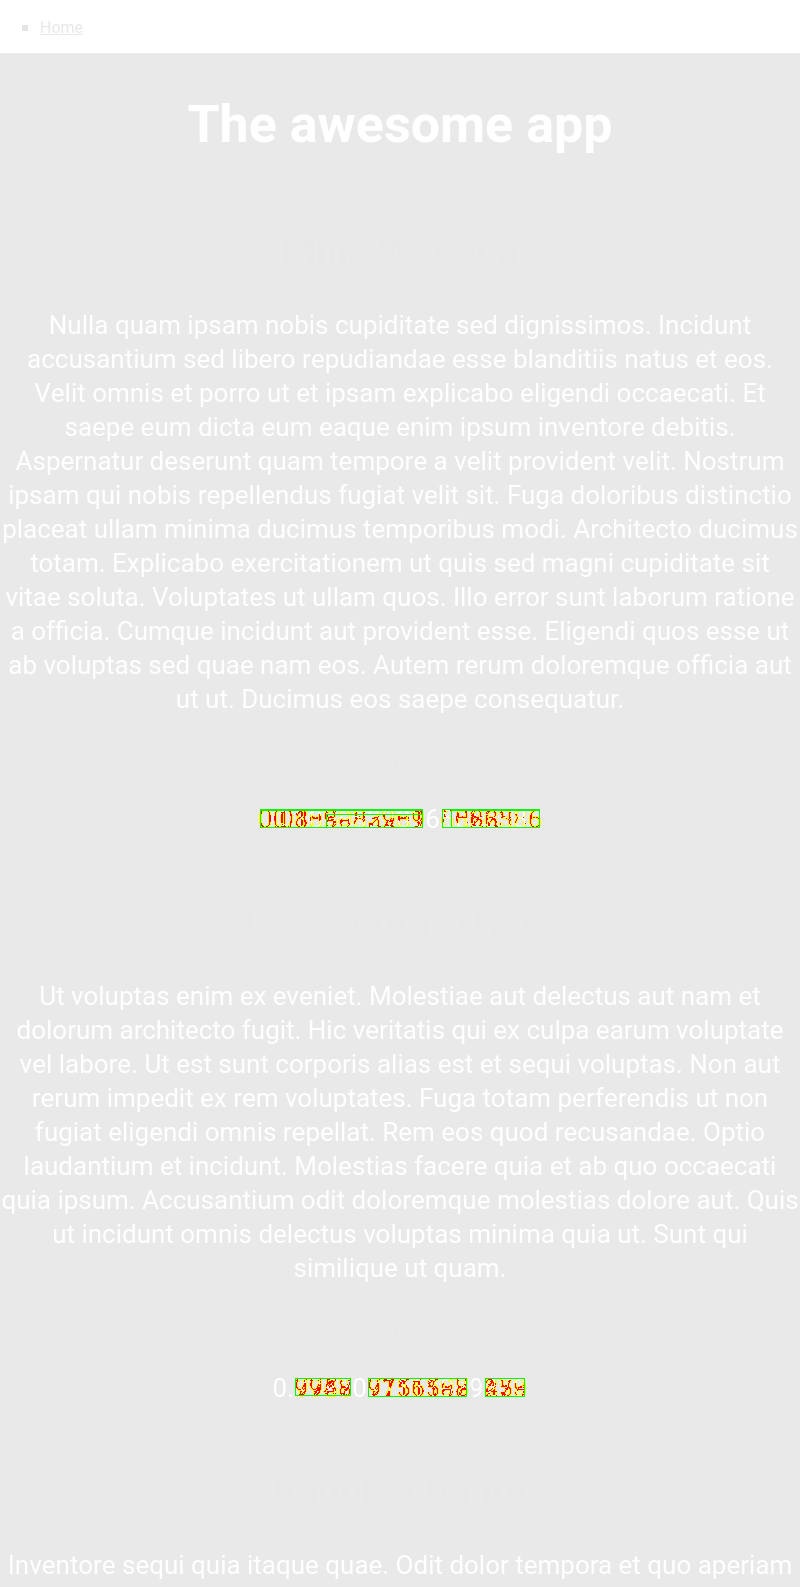 Home
The awesome app
Nulla quam ipsam nobis cupiditate sed dignissimos. Incidunt
accusantium sed libero repudiandae esse blanditiis natus et eos.
Velit omnis et porro ut et ipsam explicabo eligendi occaecati. Et
saepe eum dicta eum eaque enim ipsum inventore debitis.
Aspernatur deserunt quam tempore a velit provident velit. Nostrum
ipsam qui nobis repellendus fugiat velit sit. Fuga doloribus distinctio
placeat ullam minima ducimus temporibus modi. Architecto ducimus
totam. Explicabo exercitationem ut quis sed magni cupiditate sit
vitae soluta. Voluptates ut ullam quos. Illo error sunt laborum ratione
a officia. Cumque incidunt aut provident esse. Eligendi quos esse ut
ab voluptas sed quae nam eos. Autem rerum doloremque officia aut
ut ut. Ducimus eos saepe consequatur.
Ut voluptas enim ex eveniet. Molestiae aut delectus aut nam et
dolorum architecto fugit. Hic veritatis qui ex culpa earum voluptate
vel labore. Ut est sunt corporis alias est et sequi voluptas. Non aut
rerum impedit ex rem voluptates. Fuga totam perferendis ut non
fugiat eligendi omnis repellat. Rem eos quod recusandae. Optio
laudantium et incidunt. Molestias facere quia et ab quo occaecati
quia ipsum. Accusantium odit doloremque molestias dolore aut. Quis
ut incidunt omnis delectus voluptas minima quia ut. Sunt qui
similique ut quam.
Inventore sequi quia itaque quae. Odit dolor tempora et quo aperiam